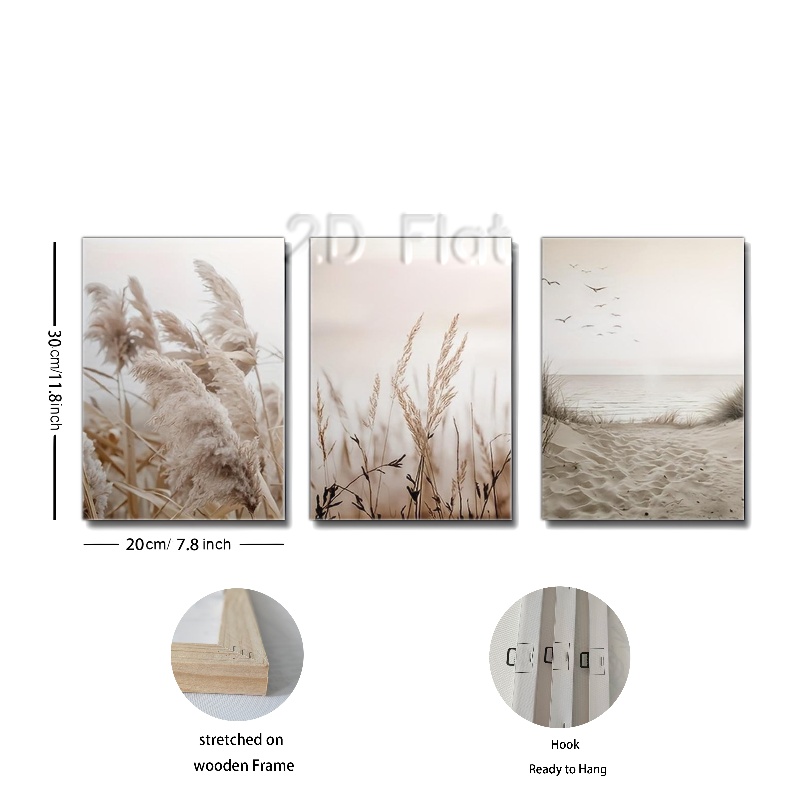 2D Flat
30cm/11.8inch
20cm/ 7.8 inch
stretched on
wooden Frame
Hook
Ready to Hang